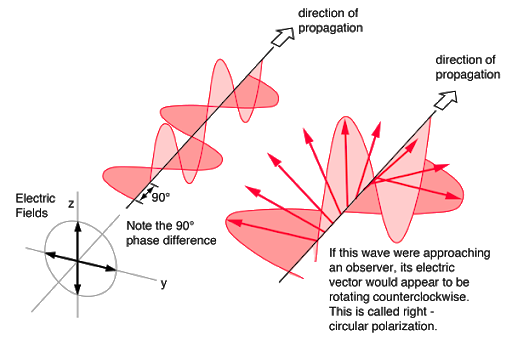 direction of
propagation
direction of
propagation
90°
Electric
Fields
z
Note the 90°
phase difference
y
If this wave were approaching
an observer, its electric
vector would appear to be
rotating counterclockwise.
This is called right -
circular polarization.